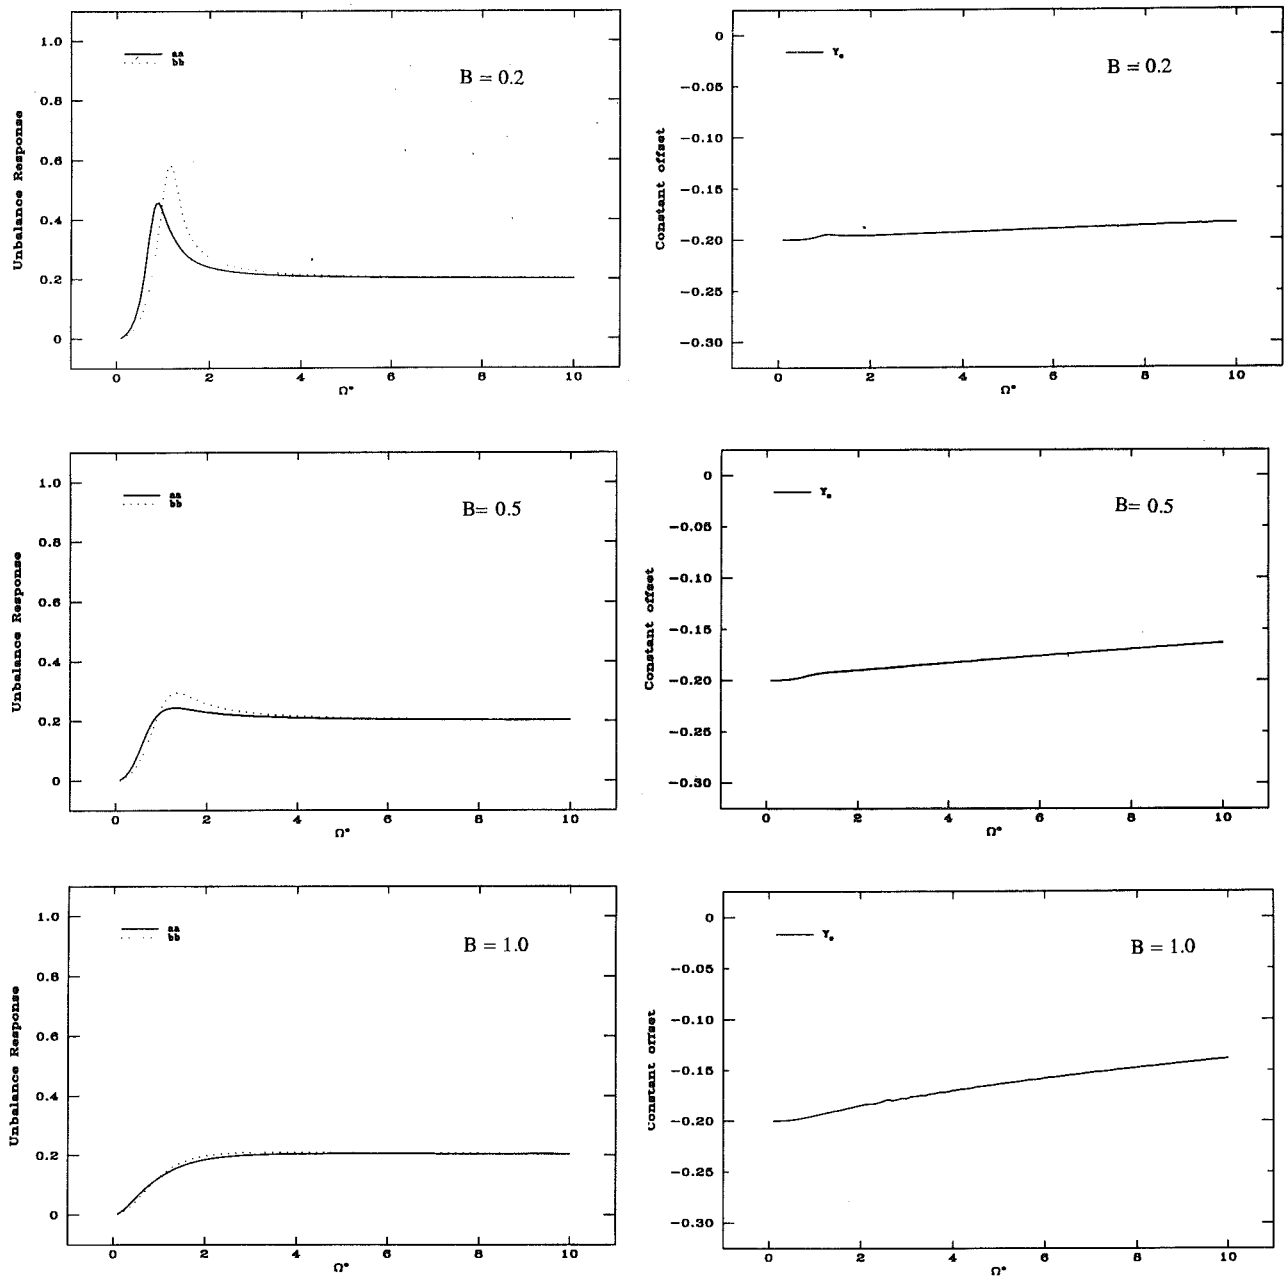 1.0
0.8
0.6
0.4
0.2
0
Unbalance Response
aa
bb
B = 0.2
0 2 4 6 8 10
Ω*
0
-0.05
-0.10
-0.15
-0.20
-0.25
-0.30
Constant offset
Y₀
B = 0.2
0 2 4 6 8 10
Ω*
1.0
0.8
0.6
0.4
0.2
0
Unbalance Response
aa
bb
B= 0.5
0 2 4 6 8 10
Ω*
0
-0.05
-0.10
-0.15
-0.20
-0.25
-0.30
Constant offset
Y₀
B= 0.5
0 2 4 6 8 10
Ω*
1.0
0.8
0.6
0.4
0.2
0
Unbalance Response
aa
bb
B = 1.0
0 2 4 6 8 10
Ω*
0
-0.05
-0.10
-0.15
-0.20
-0.25
-0.30
Constant offset
Y₀
B = 1.0
0 2 4 6 8 10
Ω*